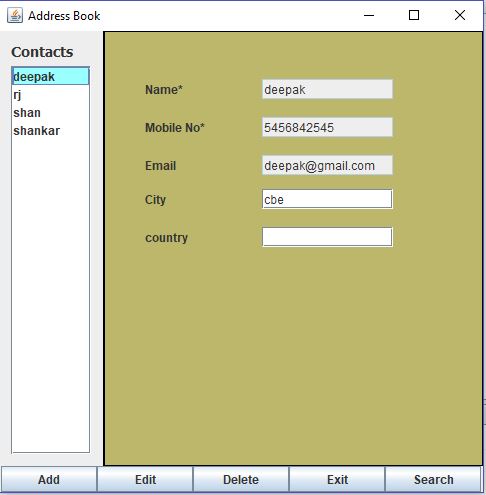 Address Book
Contacts
deepak
rj
shan
shankar
Name* deepak
Mobile No* 5456842545
Email deepak@gmail.com
City cbe
country
Add Edit Delete Exit Search